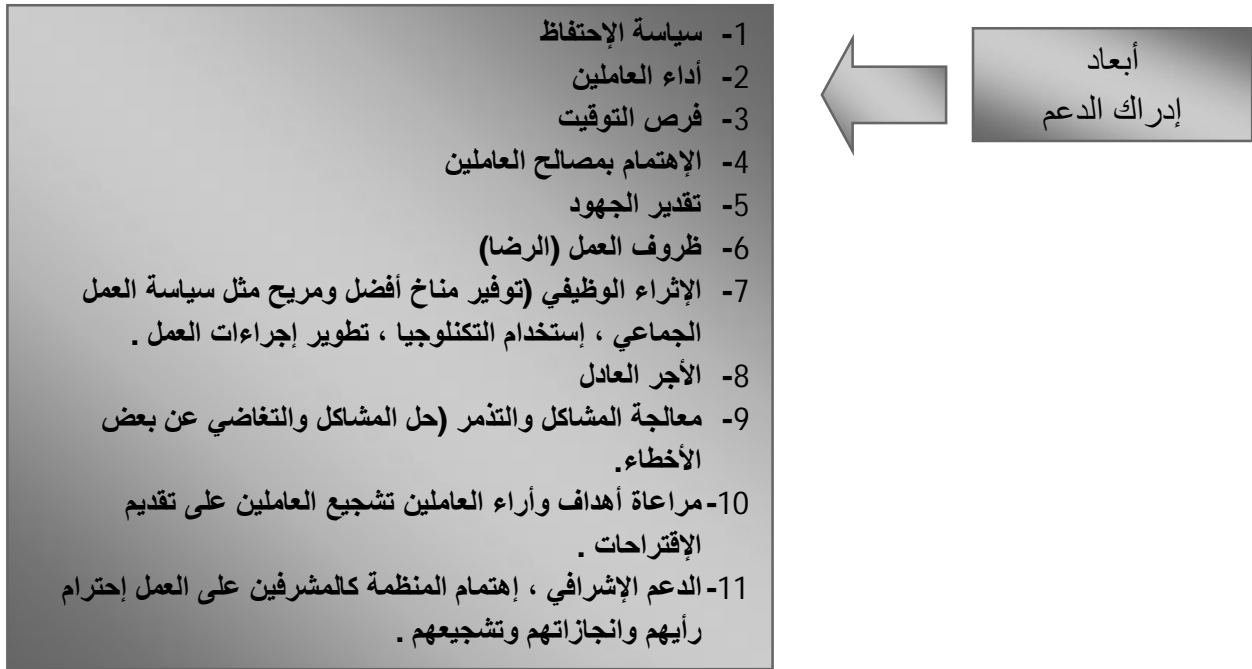 أبعاد
إدراك الدعم
1- سياسة الإحتفاظ
2- أداء العاملين
3- فرص التوقيت
4- الإهتمام بمصالح العاملين
5- تقدير الجهود
6- ظروف العمل (الرضا)
7- الإثراء الوظيفي (توفير مناخ أفضل ومريح مثل سياسة العمل
الجماعي ، إستخدام التكنلوجيا ، تطوير إجراءات العمل .
8- الأجر العادل
9- معالجة المشاكل والتذمر (حل المشاكل والتغاضي عن بعض
الأخطاء.
10- مراعاة أهداف وأراء العاملين تشجيع العاملين على تقديم
الإقتراحات .
11- الدعم الإشرافي ، إهتمام المنظمة كالمشرفين على العمل إحترام
رأيهم وانجازاتهم وتشجيعهم .